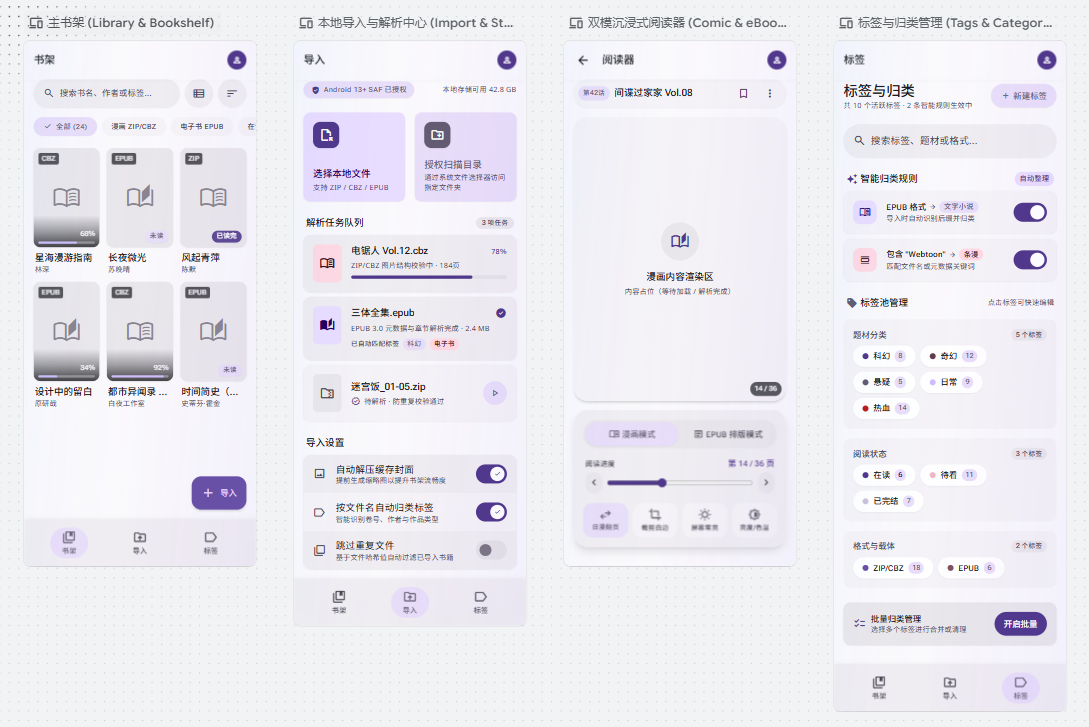 主书架 (Library & Bookshelf)
书架
搜索书名、作者或标签...
全部 (24)
漫画 ZIP/CBZ
电子书 EPUB
在
CBZ
68%
星海漫游指南
林深
EPUB
未读
长夜微光
苏晚晴
ZIP
已读完
风起青萍
陈默
EPUB
34%
设计中的留白
原研哉
CBZ
92%
都市异闻录 ...
白夜工作室
EPUB
未读
时间简史（...
史蒂芬·霍金
+ 导入
书架
导入
标签
本地导入与解析中心 (Import & St...
导入
Android 13+ SAF 已授权
本地存储可用 42.8 GB
选择本地文件
支持 ZIP / CBZ / EPUB
授权扫描目录
通过系统文件选择器访问
指定文件夹
解析任务队列
3 项任务
电锯人 Vol.12.cbz
78%
ZIP/CBZ 图片结构校验中 · 184页
三体全集.epub
EPUB 3.0 元数据与章节解析完成 · 2.4 MB
已自动匹配标签
科幻
电子书
迷宫饭_01-05.zip
待解析 · 防重复校验通过
导入设置
自动解压缓存封面
提前生成缩略图以提升书架流畅度
按文件名自动归类标签
智能识别卷号、作者与作品类型
跳过重复文件
基于文件哈希值自动过滤已导入书籍
书架
导入
标签
双模沉浸式阅读器 (Comic & eBoo...
阅读器
第42话
间谍过家家 Vol.08
漫画内容渲染区
内容占位（等待加载 / 解析完成）
14 / 36
漫画模式
EPUB 排版模式
阅读进度
第 14 / 36 页
日漫翻页
裁剪白边
屏幕常亮
亮度/色温
标签与归类管理 (Tags & Categor...
标签
标签与归类
共 10 个活跃标签 · 2 条智能规则生效中
+ 新建标签
搜索标签、题材或格式...
智能归类规则
自动整理
EPUB 格式 → 文字小说
导入时自动识别后缀并归类
包含 "Webtoon" → 条漫
匹配文件名或元数据关键词
标签池管理
点击标签可快速编辑
题材分类
5 个标签
科幻 8
奇幻 12
悬疑 5
日常 9
热血 14
阅读状态
3 个标签
在读 6
待看 11
已完结 7
格式与载体
2 个标签
ZIP/CBZ 18
EPUB 6
批量归类管理
选择多个标签进行合并或清理
开启批量
书架
导入
标签